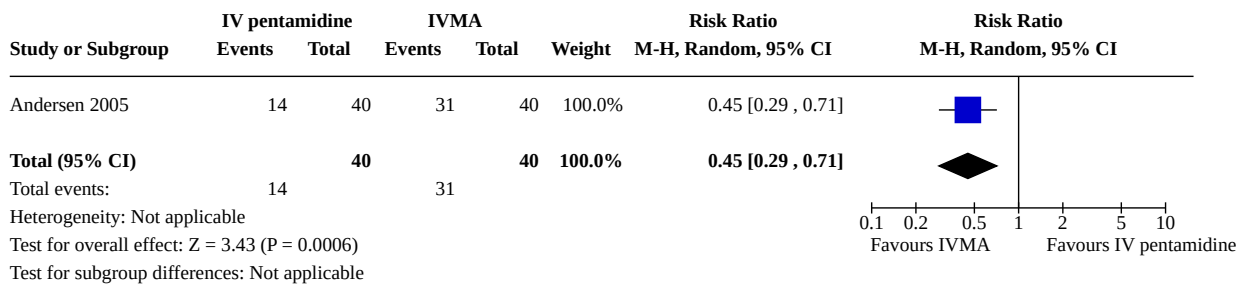 IV pentamidine IVMA Risk Ratio Risk Ratio
Study or Subgroup Events Total Events Total Weight M-H, Random, 95% CI M-H, Random, 95% CI
Andersen 2005 14 40 31 40 100.0% 0.45 [0.29 , 0.71]
Total (95% CI) 40 40 100.0% 0.45 [0.29 , 0.71]
Total events: 14 31
Heterogeneity: Not applicable
0.1 0.2 0.5 1 2 5 10
Test for overall effect: Z = 3.43 (P = 0.0006) Favours IVMA Favours IV pentamidine
Test for subgroup differences: Not applicable